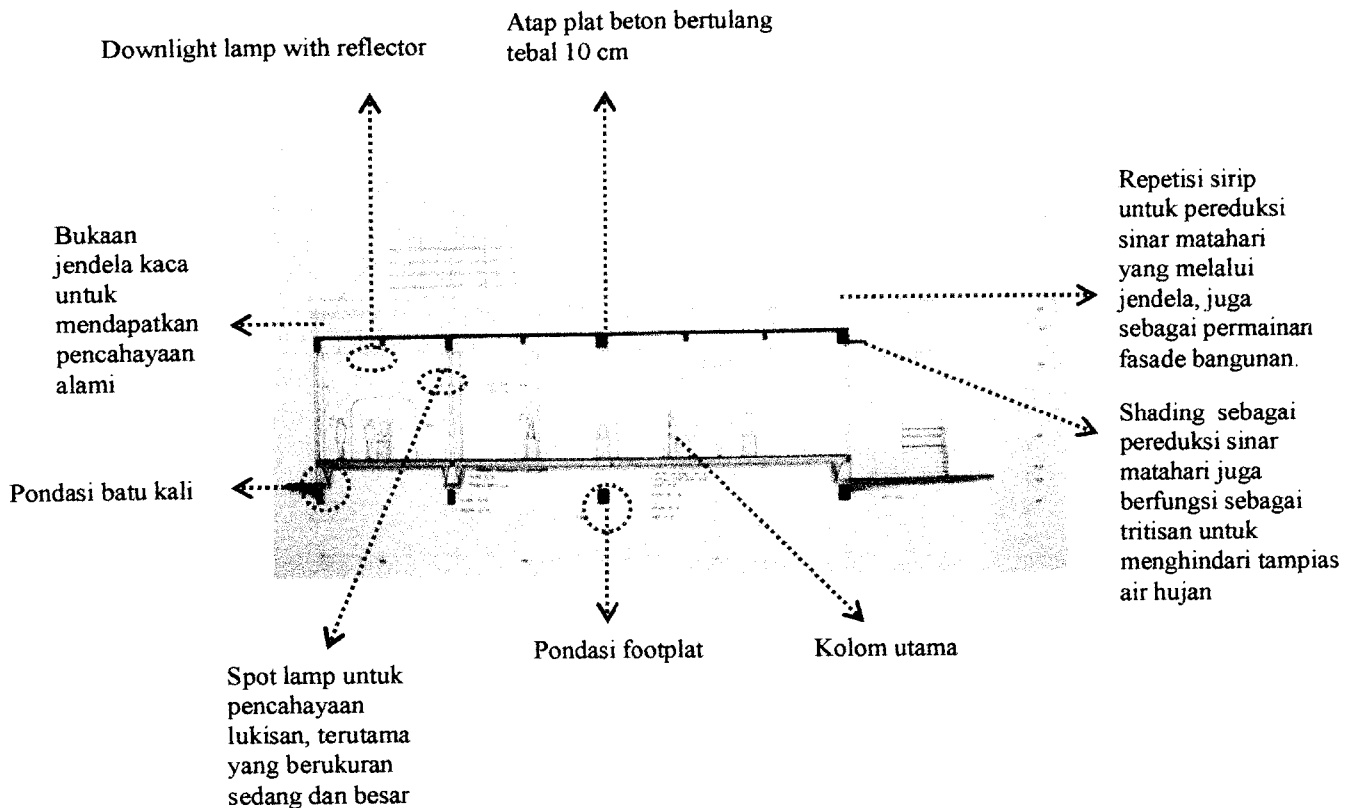 Downlight lamp with reflector
Atap plat beton bertulang
tebal 10 cm
Bukaan
jendela kaca
untuk
mendapatkan
pencahayaan
alami
Repetisi sirip
untuk pereduksi
sinar matahari
yang melalui
jendela, juga
sebagai permainan
fasade bangunan.
Shading sebagai
pereduksi sinar
matahari juga
berfungsi sebagai
tritisan untuk
menghindari tampias
air hujan
Pondasi batu kali
Pondasi footplat
Kolom utama
Spot lamp untuk
pencahayaan
lukisan, terutama
yang berukuran
sedang dan besar